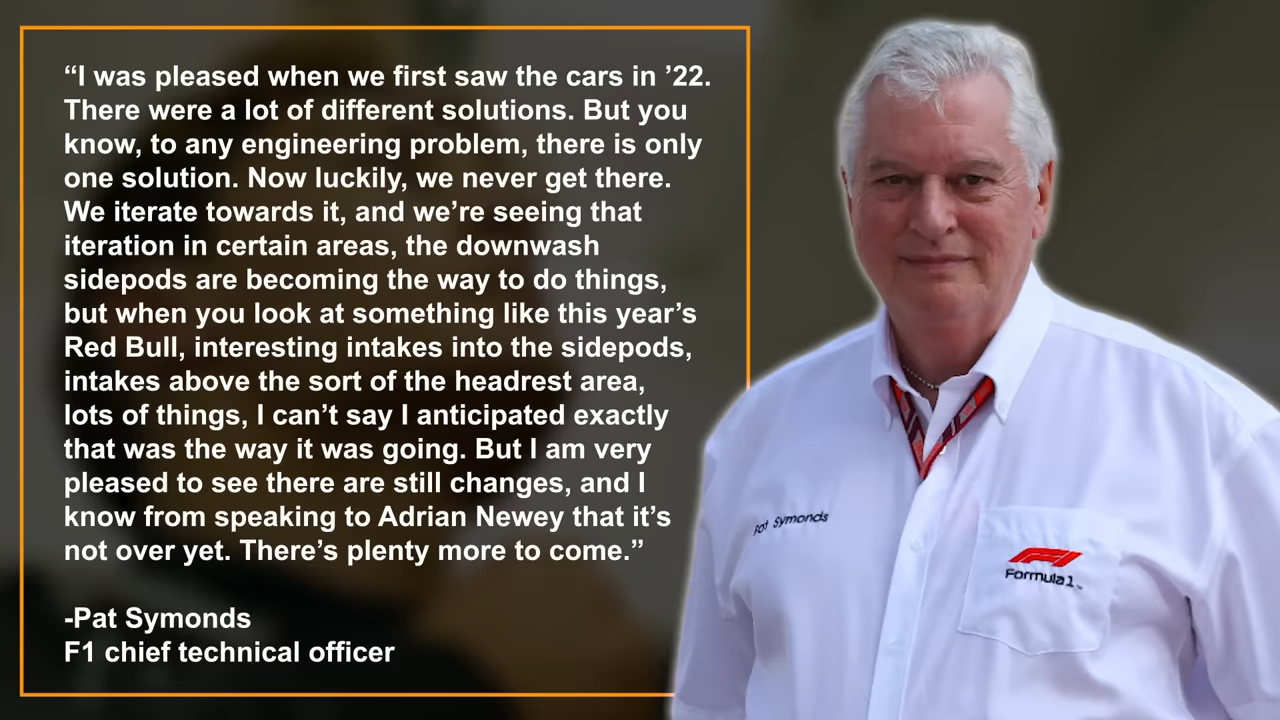 “I was pleased when we first saw the cars in ’22.
There were a lot of different solutions. But you
know, to any engineering problem, there is only
one solution. Now luckily, we never get there.
We iterate towards it, and we’re seeing that
iteration in certain areas, the downwash
sidepods are becoming the way to do things,
but when you look at something like this year’s
Red Bull, interesting intakes into the sidepods,
intakes above the sort of the headrest area,
lots of things, I can’t say I anticipated exactly
that was the way it was going. But I am very
pleased to see there are still changes, and I
know from speaking to Adrian Newey that it’s
not over yet. There’s plenty more to come.”
-Pat Symonds
F1 chief technical officer
Pat Symonds
F1
Formula 1